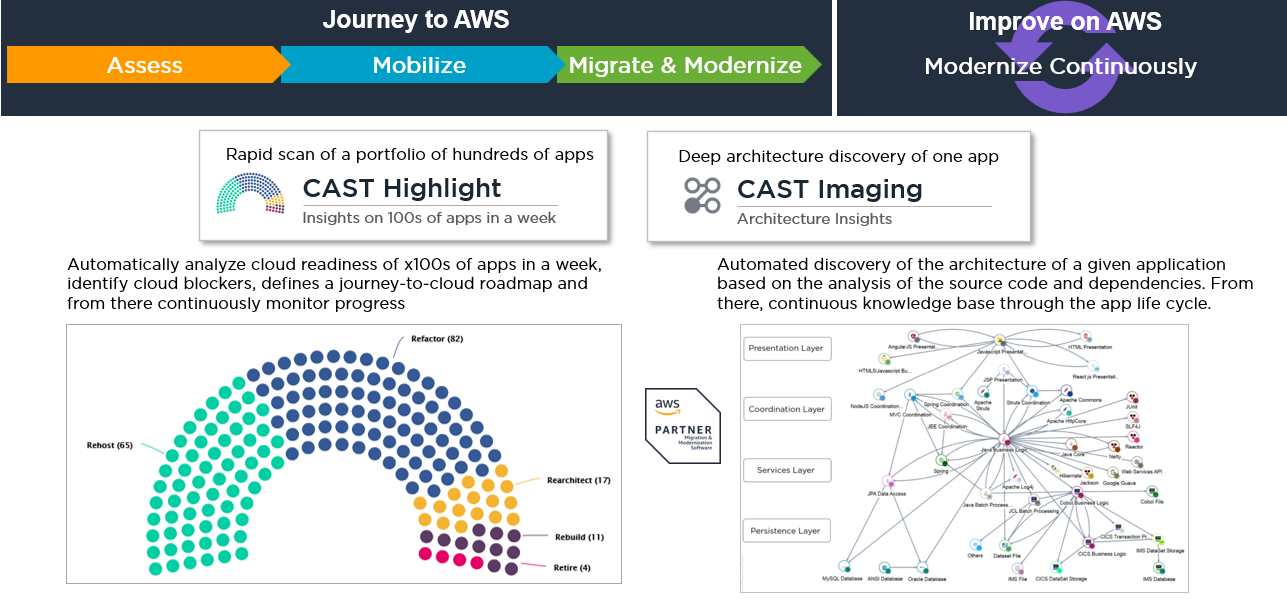 Journey to AWS
Improve on AWS
Assess
Mobilize
Migrate & Modernize
Modernize Continuously
Rapid scan of a portfolio of hundreds of apps
CAST Highlight
Insights on 100s of apps in a week
Deep architecture discovery of one app
CAST Imaging
Architecture Insights
Automatically analyze cloud readiness of x100s of apps in a week,
identify cloud blockers, defines a journey-to-cloud roadmap and
from there continuously monitor progress
Automated discovery of the architecture of a given application
based on the analysis of the source code and dependencies. From
there, continuous knowledge base through the app life cycle.
Refactor (82)
Rehost (65)
Rearchitect (17)
Rebuild (11)
Retire (4)
aws
PARTNER
Migration &
Modernization
Software
Presentation Layer
Coordination Layer
Services Layer
Persistence Layer
AngularJS Presentar...
Javascript Presentat...
HTML Presentation
HTML5/Javascript Bu...
React.js Presentati...
JSP Presentation
NodeJS Coordination...
Spring Coordination
Apache
Struts
Struts Coordination
Apache Commons
JUnit
MVC Coordination
JEE Coordination
Apache HttpCore
SLF4J
Reactor
Java Business Logic
Java Core
Netty
Spring
Web Services API
Hibernate
Jackson
Google Guava
JPA Data Access
Apache Log4j
Java Batch Process...
JCL Batch Processing
Cobol Business Logic
Cobol File
CICS Transaction Pr...
Others
Dataset File
CICS Business Logic
IMS DataSet Storage
MySQL Database
ANSI Database
Oracle Database
IMS File
CICS DataSet Storage
IMS Database